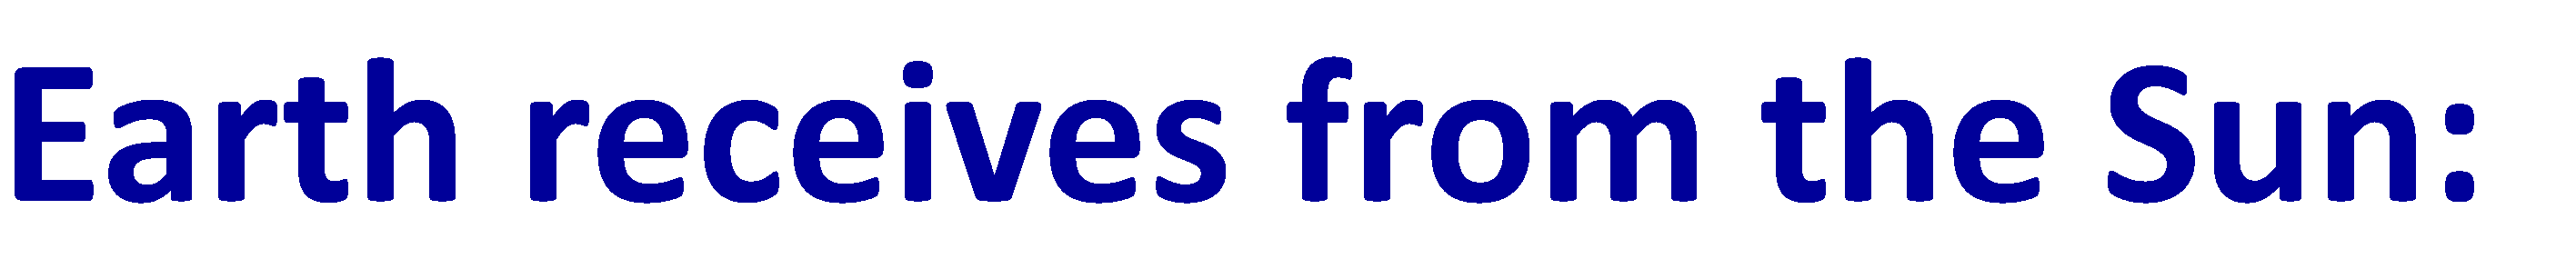 Earth receives from the Sun: